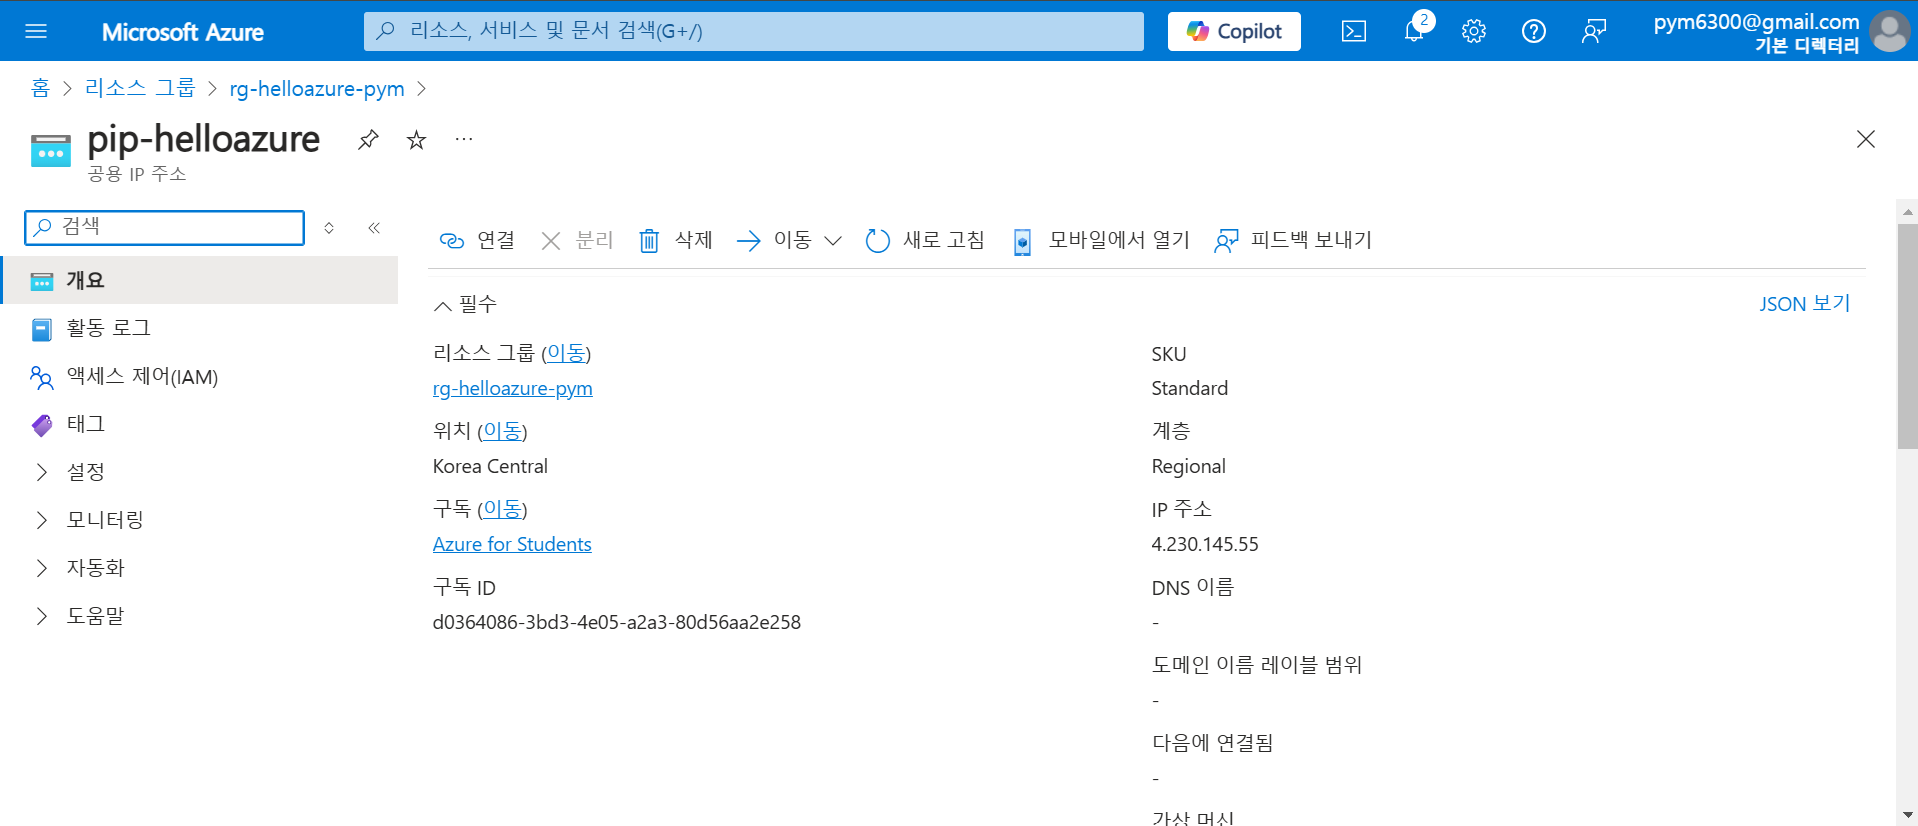 Microsoft Azure
리소스, 서비스 및 문서 검색(G+/)
Copilot
2
pym6300@gmail.com
기본 디렉터리
홈 > 리소스 그룹 > rg-helloazure-pym >
pip-helloazure
공용 IP 주소
검색
개요
활동 로그
액세스 제어(IAM)
태그
설정
모니터링
자동화
도움말
연결
분리
삭제
이동
새로 고침
모바일에서 열기
피드백 보내기
필수
JSON 보기
리소스 그룹 (이동)
rg-helloazure-pym
위치 (이동)
Korea Central
구독 (이동)
Azure for Students
구독 ID
d0364086-3bd3-4e05-a2a3-80d56aa2e258
SKU
Standard
계층
Regional
IP 주소
4.230.145.55
DNS 이름
-
도메인 이름 레이블 범위
-
다음에 연결됨
-
가상 머신